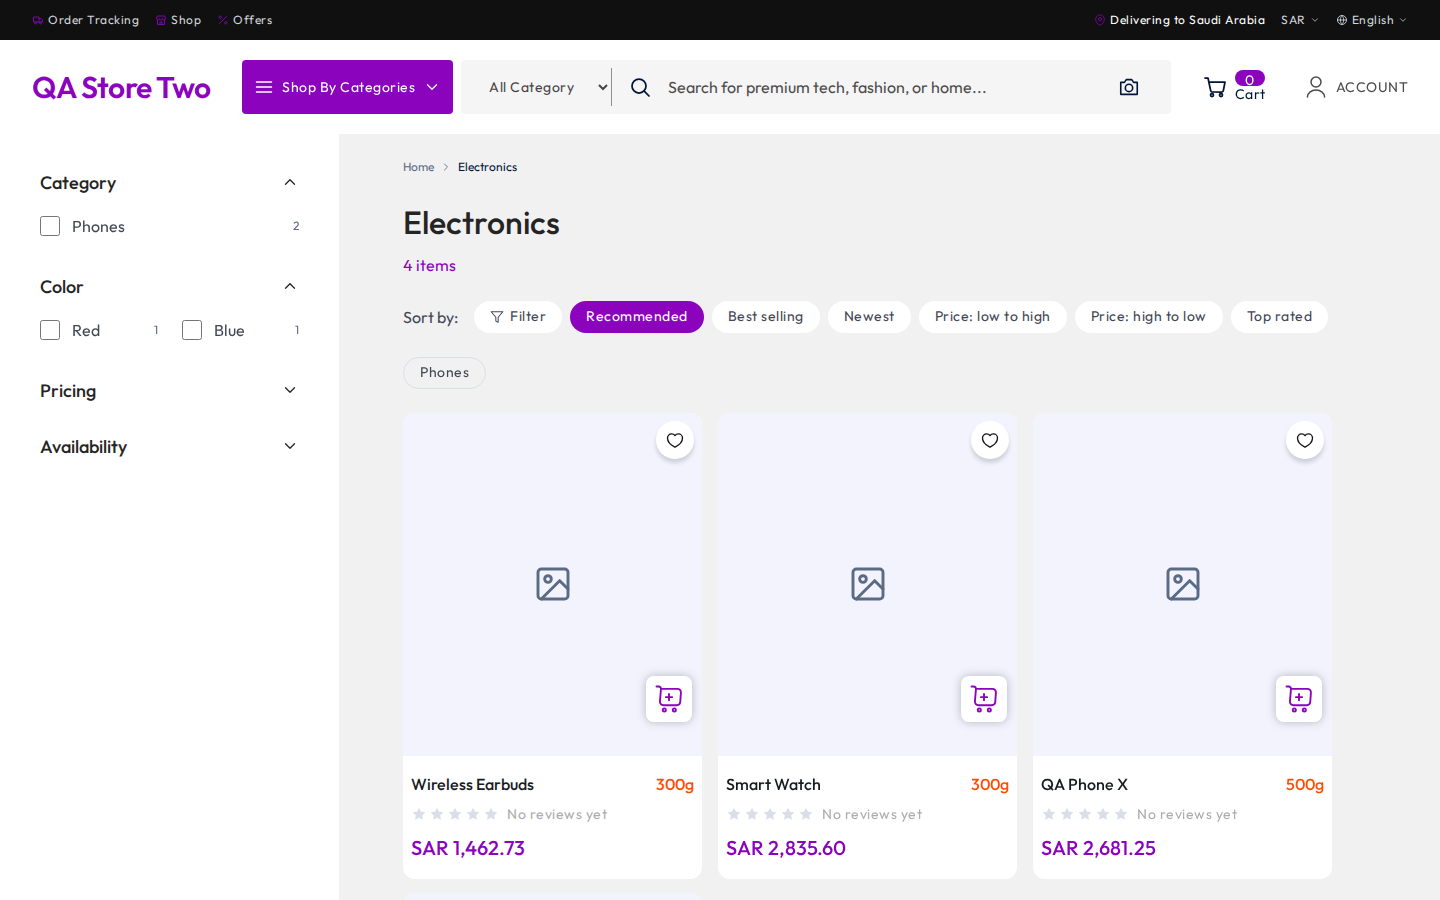 Order Tracking Shop Offers Delivering to Saudi Arabia SAR English
QA Store Two Shop By Categories All Category Search for premium tech, fashion, or home... 0 Cart ACCOUNT
Home Electronics
Category
Phones 2
Color
Red 1 Blue 1
Pricing
Availability
Electronics
4 items
Sort by: Filter Recommended Best selling Newest Price: low to high Price: high to low Top rated
Phones
Wireless Earbuds 300g
No reviews yet
SAR 1,462.73
Smart Watch 300g
No reviews yet
SAR 2,835.60
QA Phone X 500g
No reviews yet
SAR 2,681.25